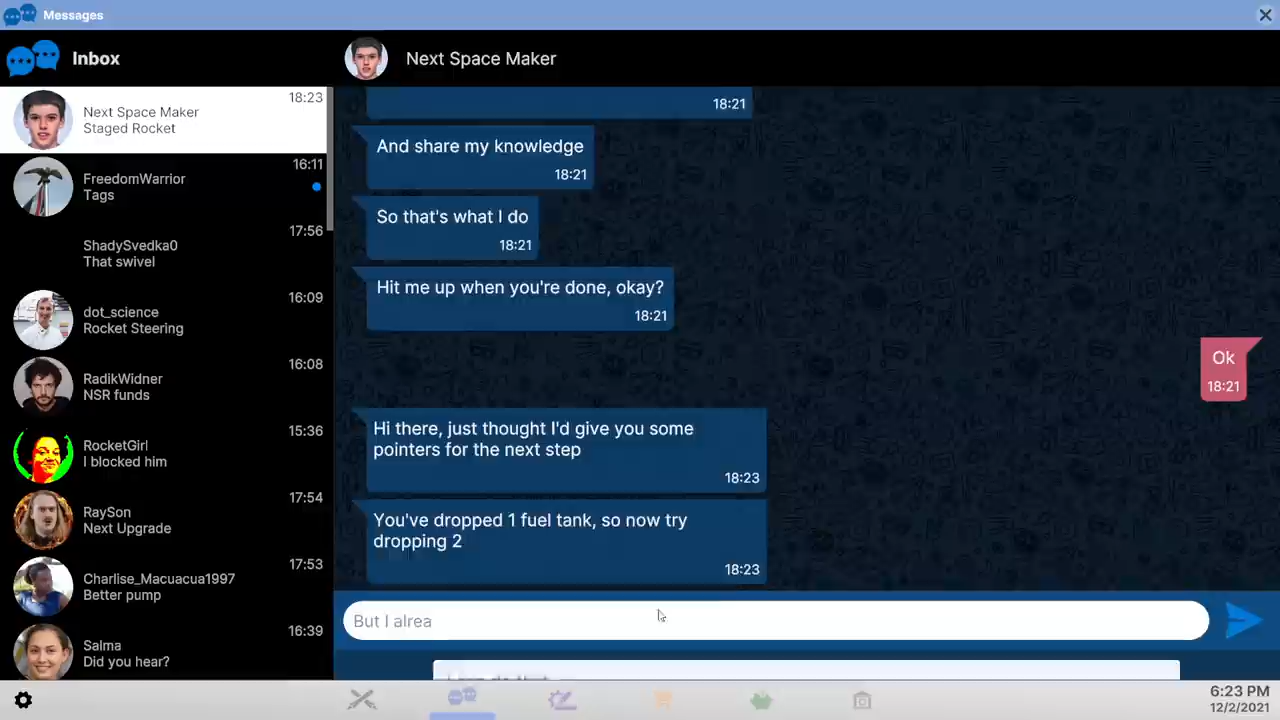 Messages
Inbox
Next Space Maker
18:23
Next Space Maker
Staged Rocket
16:11
FreedomWarrior
Tags
17:56
ShadySvedka0
That swivel
16:09
dot_science
Rocket Steering
16:08
RadikWidner
NSR funds
15:36
RocketGirl
I blocked him
17:54
RaySon
Next Upgrade
17:53
Charlise_Macuacua1997
Better pump
16:39
Salma
Did you hear?
18:21
And share my knowledge
18:21
So that's what I do
18:21
Hit me up when you're done, okay?
18:21
Ok
18:21
Hi there, just thought I'd give you some
pointers for the next step
18:23
You've dropped 1 fuel tank, so now try
dropping 2
18:23
But I alrea
6:23 PM
12/2/2021